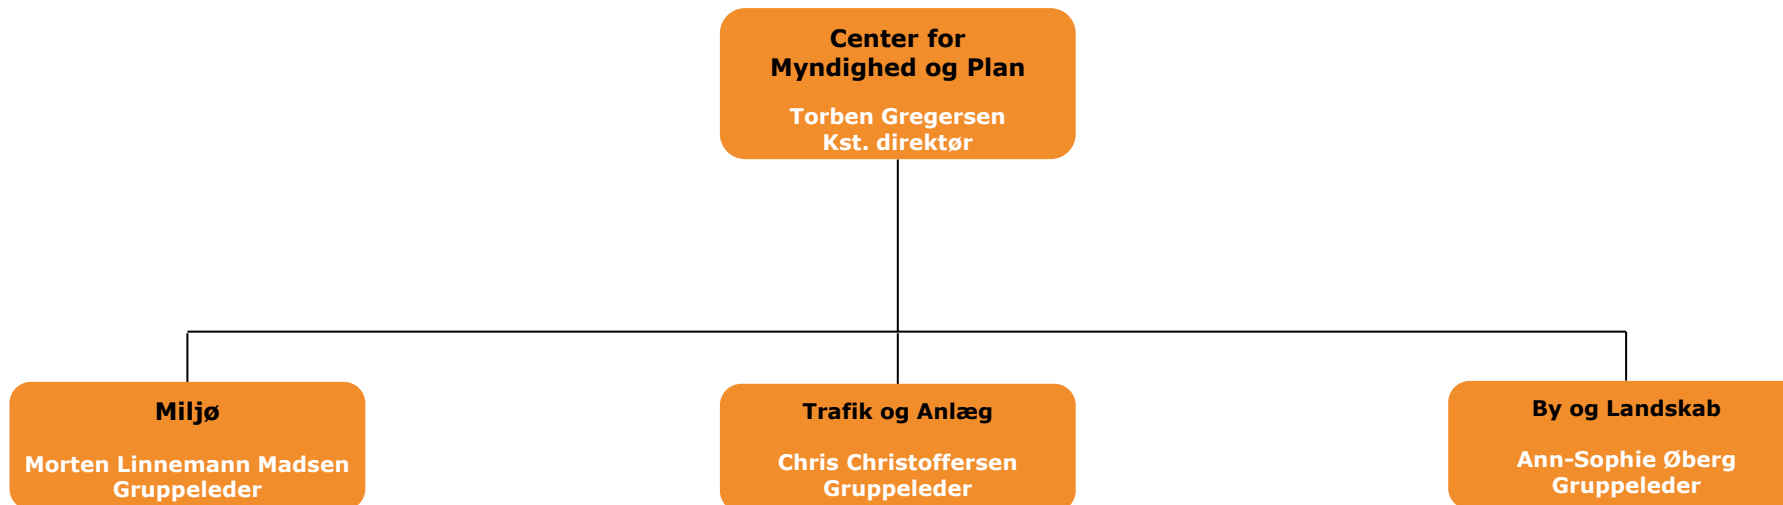 Center for
Myndighed og Plan
Torben Gregersen
Kst. direktør
Miljø
Morten Linnemann Madsen
Gruppeleder
Trafik og Anlæg
Chris Christoffersen
Gruppeleder
By og Landskab
Ann-Sophie Øberg
Gruppeleder